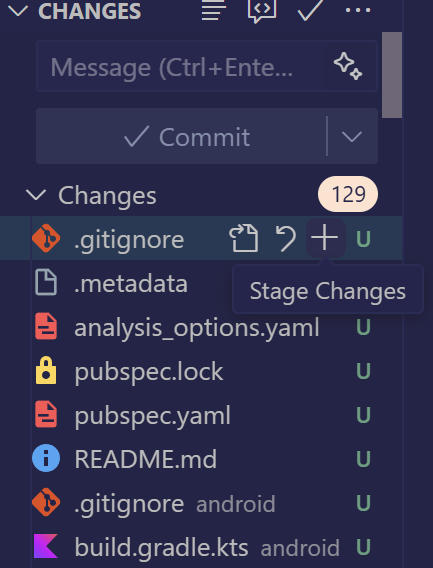 CHANGES
Message (Ctrl+Ente...
Commit
Changes 129
.gitignore U
.metadata
Stage Changes
analysis_options.yaml U
pubspec.lock U
pubspec.yaml U
README.md U
.gitignore android U
build.gradle.kts android U